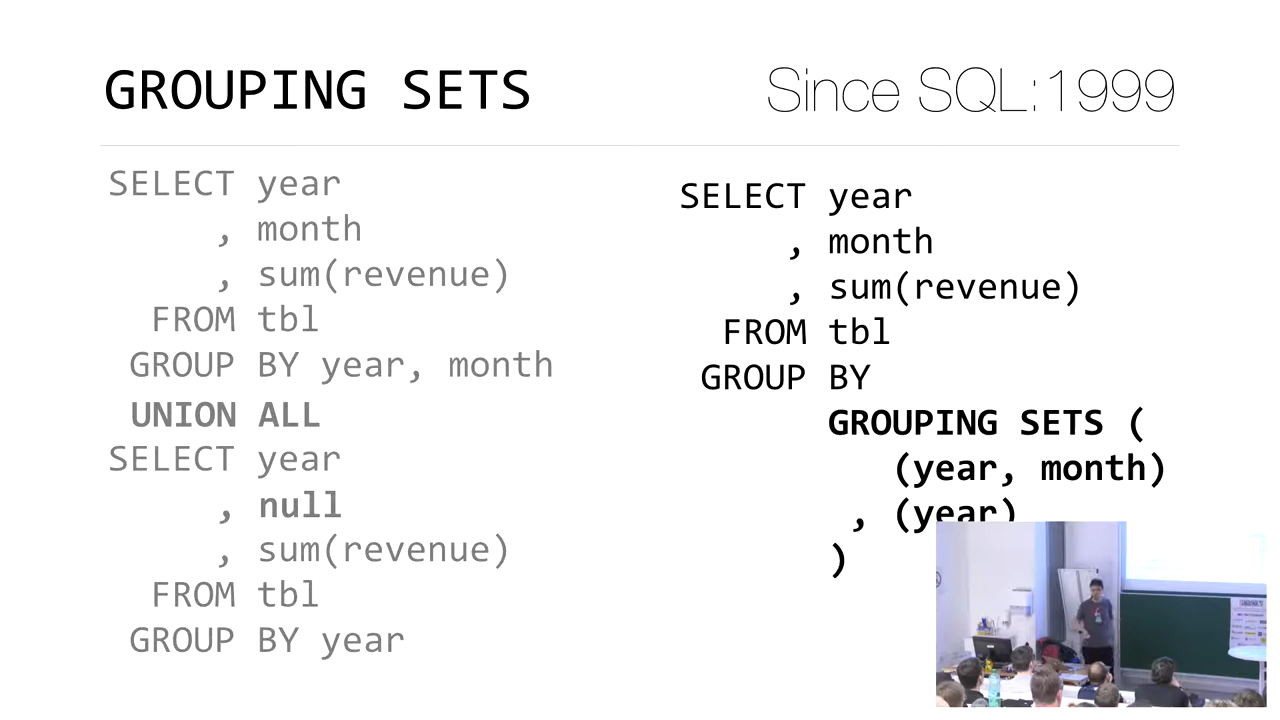 GROUPING SETS
Since SQL:1999
SELECT year
, month
, sum(revenue)
FROM tbl
GROUP BY year, month
UNION ALL
SELECT year
, null
, sum(revenue)
FROM tbl
GROUP BY year
SELECT year
, month
, sum(revenue)
FROM tbl
GROUP BY
GROUPING SETS (
(year, month)
, (year)
)